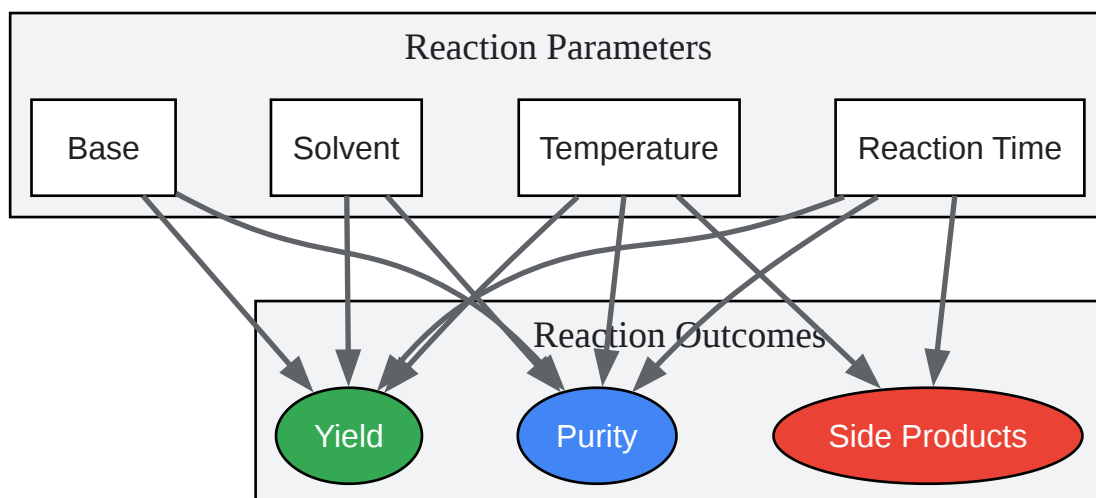 Reaction Parameters
Base
Solvent
Temperature
Reaction Time
Reaction Outcomes
Yield
Purity
Side Products